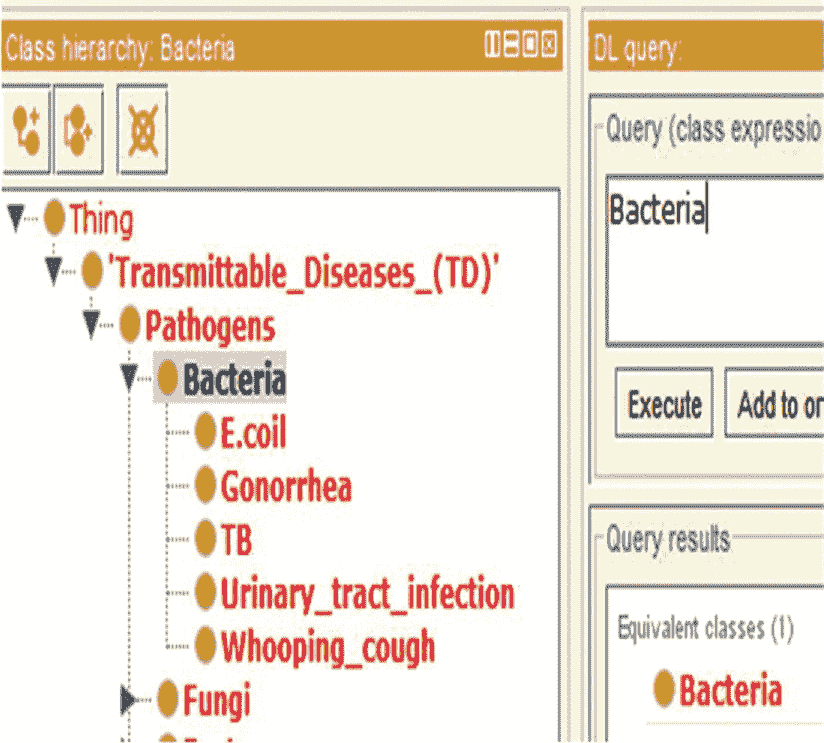 Class hierarchy: Bacteria
Thing
'Transmittable_Diseases_(TD)'
Pathogens
Bacteria
E.coil
Gonorrhea
TB
Urinary_tract_infection
Whooping_cough
Fungi
DL query:
Query (class expressio
Bacteria
Execute
Add to or
Query results
Equivalent classes (1)
Bacteria